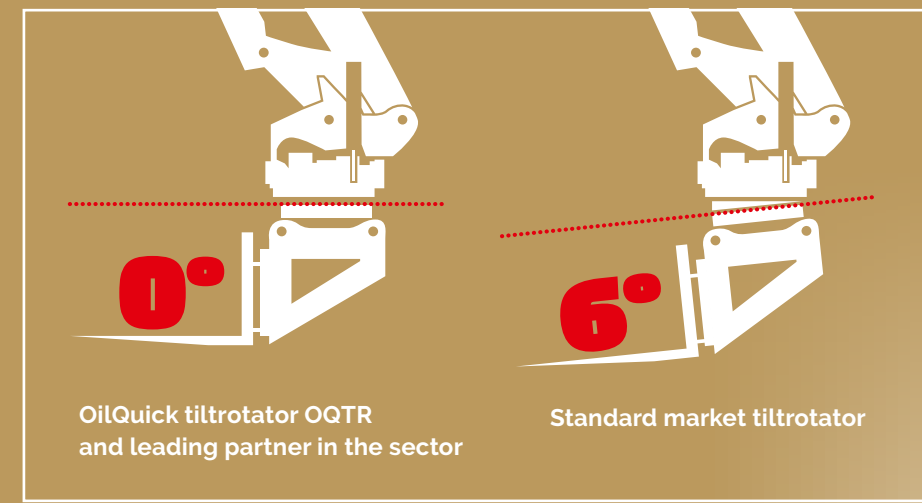 0°
6°
OilQuick tiltrotator OQTR
and leading partner in the sector
Standard market tiltrotator